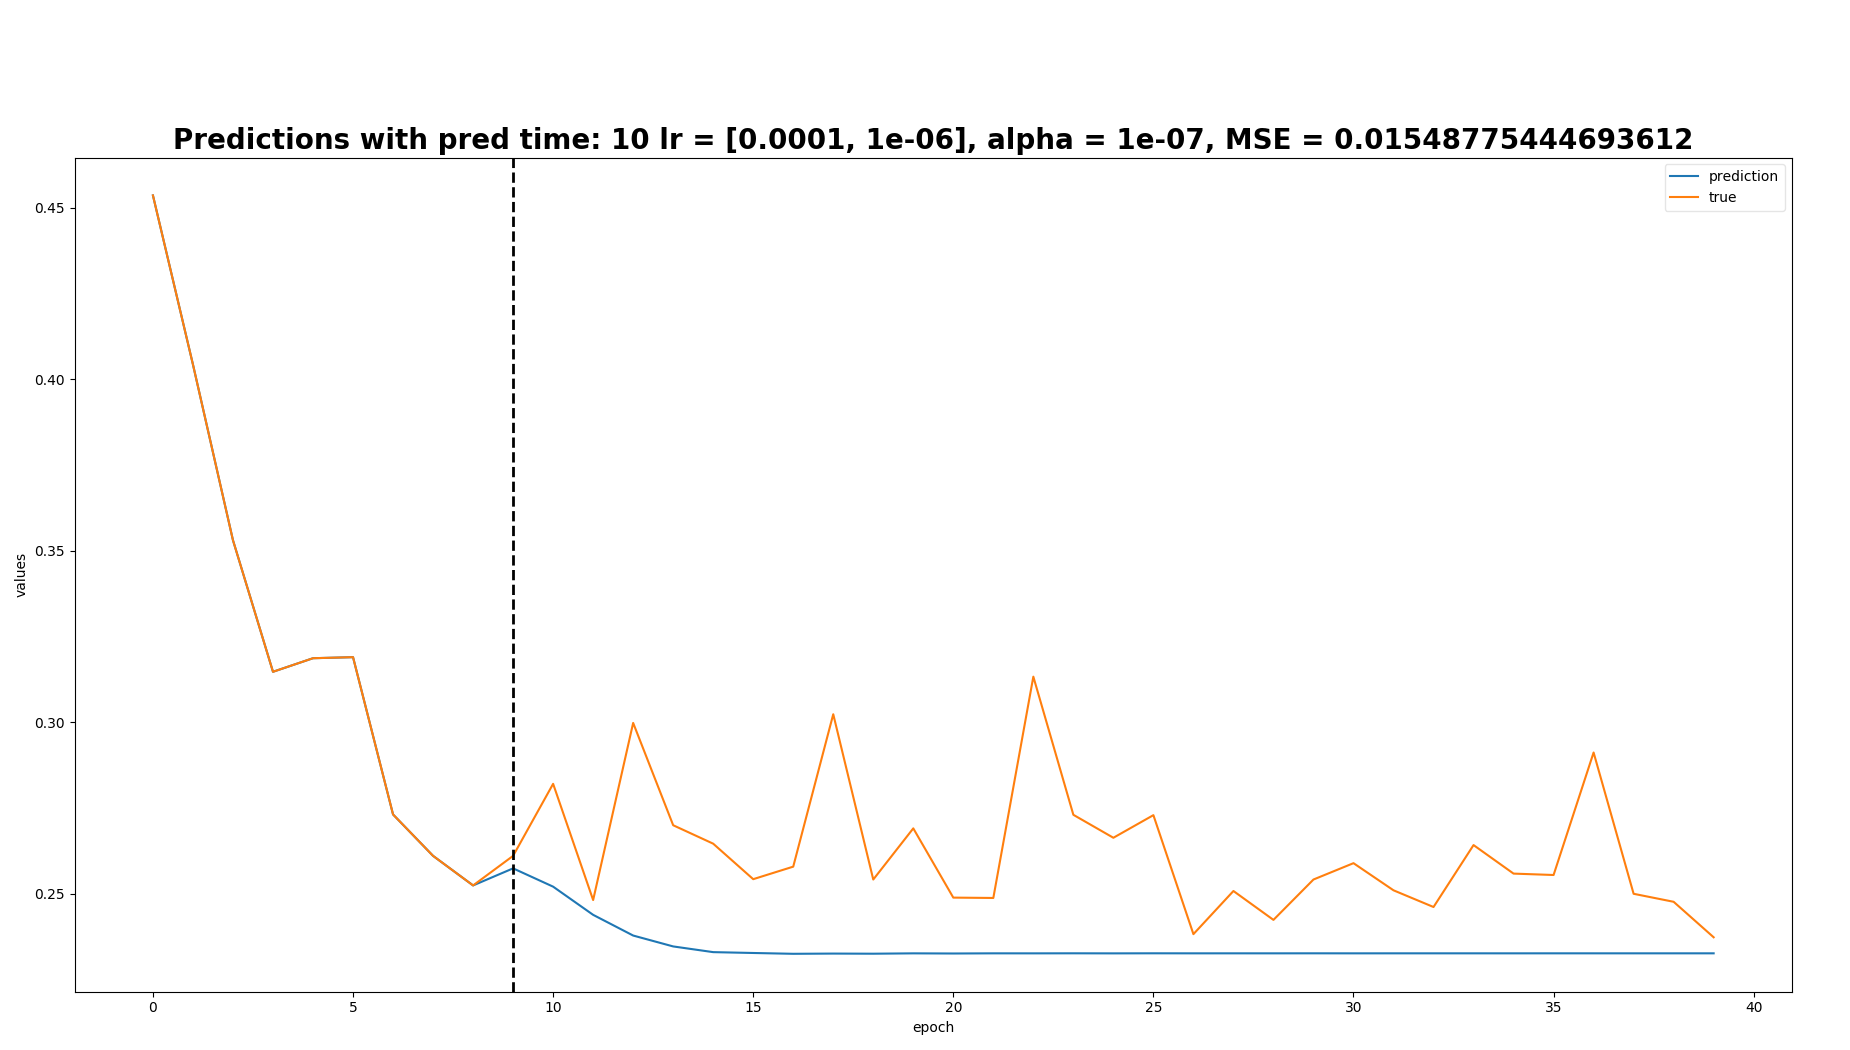 Predictions with pred time: 10 lr = [0.0001, 1e-06], alpha = 1e-07, MSE = 0.01548775444693612
prediction
true
0.45
0.40
0.35
0.30
0.25
values
0 5 10 15 20 25 30 35 40
epoch